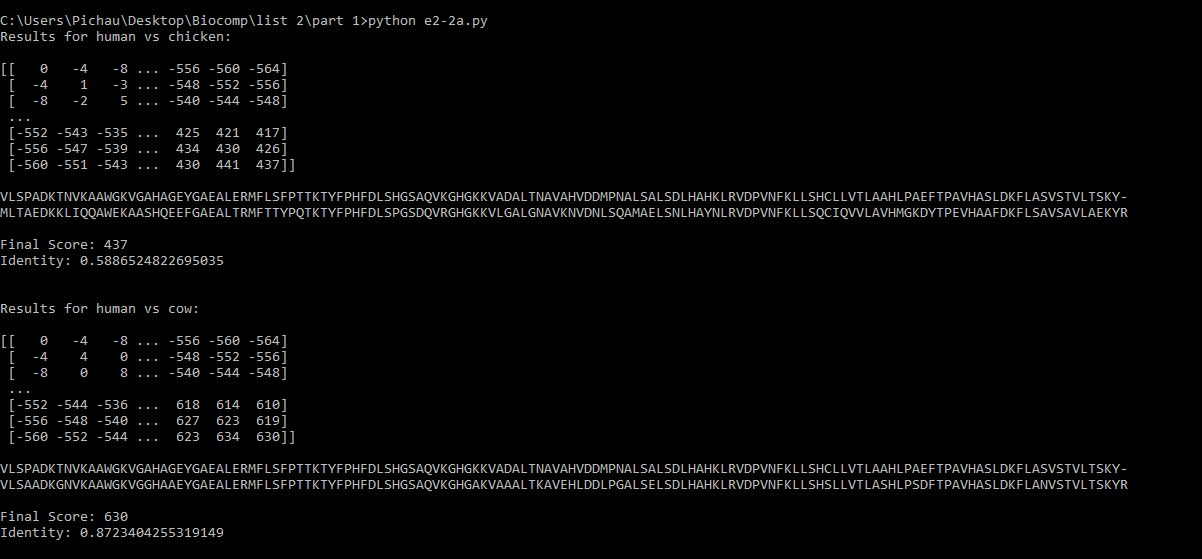 C:\Users\Pichau\Desktop\Biocomp\list 2\part 1>python e2-2a.py
Results for human vs chicken:
[[   0   -4   -8 ... -556 -560 -564]
 [  -4    1   -3 ... -548 -552 -556]
 [  -8   -2    5 ... -540 -544 -548]
 ...
 [-552 -543 -535 ...  425  421  417]
 [-556 -547 -539 ...  434  430  426]
 [-560 -551 -543 ...  430  441  437]]
VLSPADKTNVKAAWGKVGAHAGEYGAEALERMFLSFPTTKTYFPHFDLSHGSAQVKGHGKKVADALTNAVAHVDDMPNALSALSDLHAHKLRVDPVNFKLLSHCLLVTLAAHLPAEFTPAVHASLDKFLASVSTVLTSKY-
MLTAEDKKLIQQAWEKAASHQEEFGAEALTRMFTTYPQTKTYFPHFDLSPGSDQVRGHGKKVLGALGNAVKNVDNLSQAMAELSNLHAYNLRVDPVNFKLLSQCIQVVLAVHMGKDYTPEVHAAFDKFLSAVSAVLAEKYR
Final Score: 437
Identity: 0.5886524822695035
Results for human vs cow:
[[   0   -4   -8 ... -556 -560 -564]
 [  -4    4    0 ... -548 -552 -556]
 [  -8    0    8 ... -540 -544 -548]
 ...
 [-552 -544 -536 ...  618  614  610]
 [-556 -548 -540 ...  627  623  619]
 [-560 -552 -544 ...  623  634  630]]
VLSPADKTNVKAAWGKVGAHAGEYGAEALERMFLSFPTTKTYFPHFDLSHGSAQVKGHGKKVADALTNAVAHVDDMPNALSALSDLHAHKLRVDPVNFKLLSHCLLVTLAAHLPAEFTPAVHASLDKFLASVSTVLTSKY-
VLSAADKGNVKAAWGKVGGHAAEYGAEALERMFLSFPTTKTYFPHFDLSHGSAQVKGHGAKVAAALTKAVEHLDDLPGALSELSDLHAHKLRVDPVNFKLLSHSLLVTLASHLPSDFTPAVHASLDKFLANVSTVLTSKYR
Final Score: 630
Identity: 0.8723404255319149